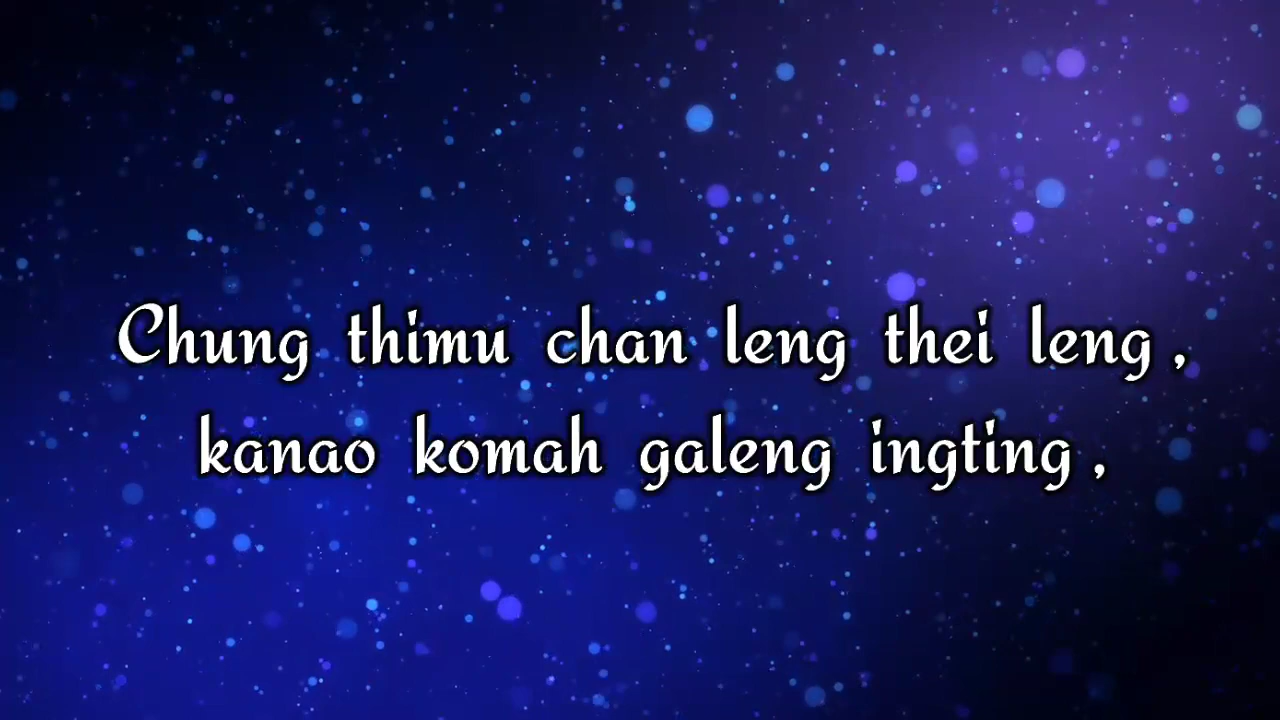 Chung thimu chan leng thei leng ,
kanao komah galeng ingting ,